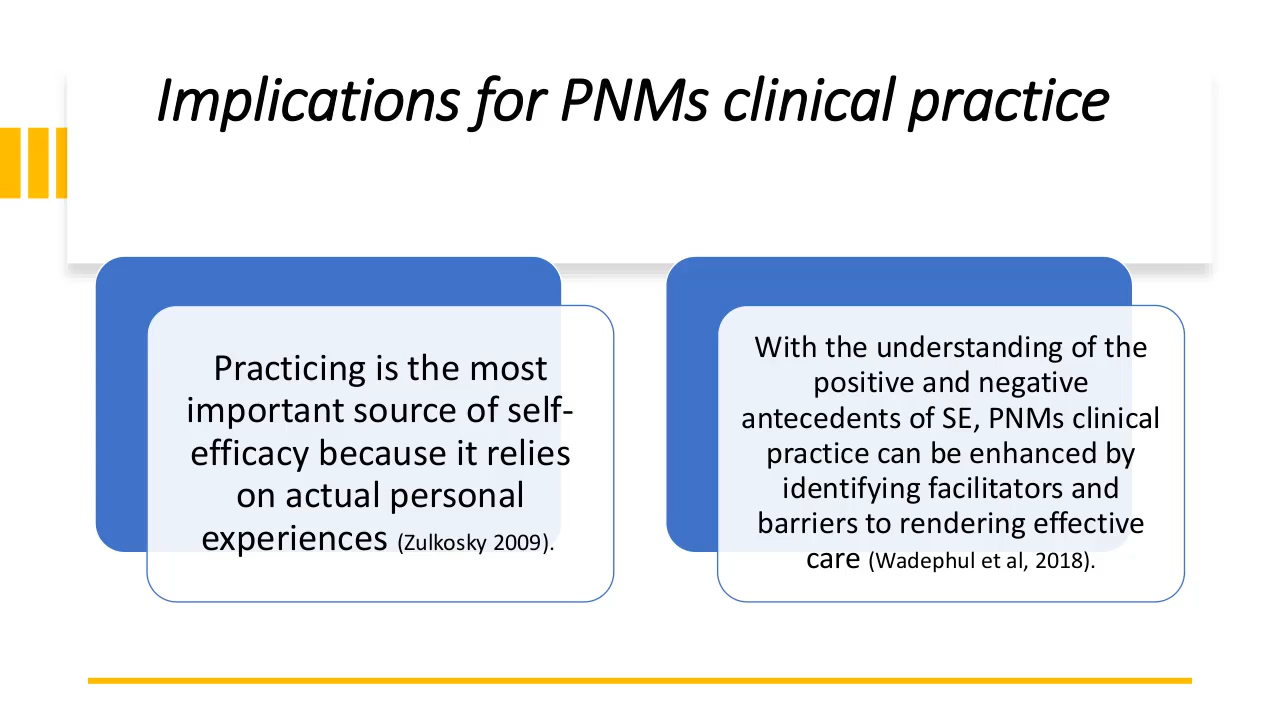 Implications for PNMs clinical practice
Practicing is the most
important source of self-
efficacy because it relies
on actual personal
experiences (Zulkosky 2009).
With the understanding of the
positive and negative
antecedents of SE, PNMs clinical
practice can be enhanced by
identifying facilitators and
barriers to rendering effective
care (Wadephul et al, 2018).